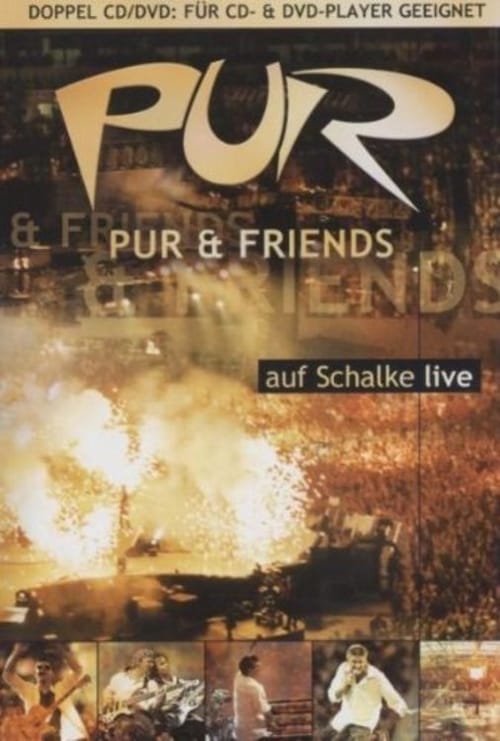 DOPPEL CD/DVD: FÜR CD- & DVD-PLAYER GEEIGNET
PUR
& FRIENDS
PUR & FRIENDS
& FRIENDS
auf Schalke live